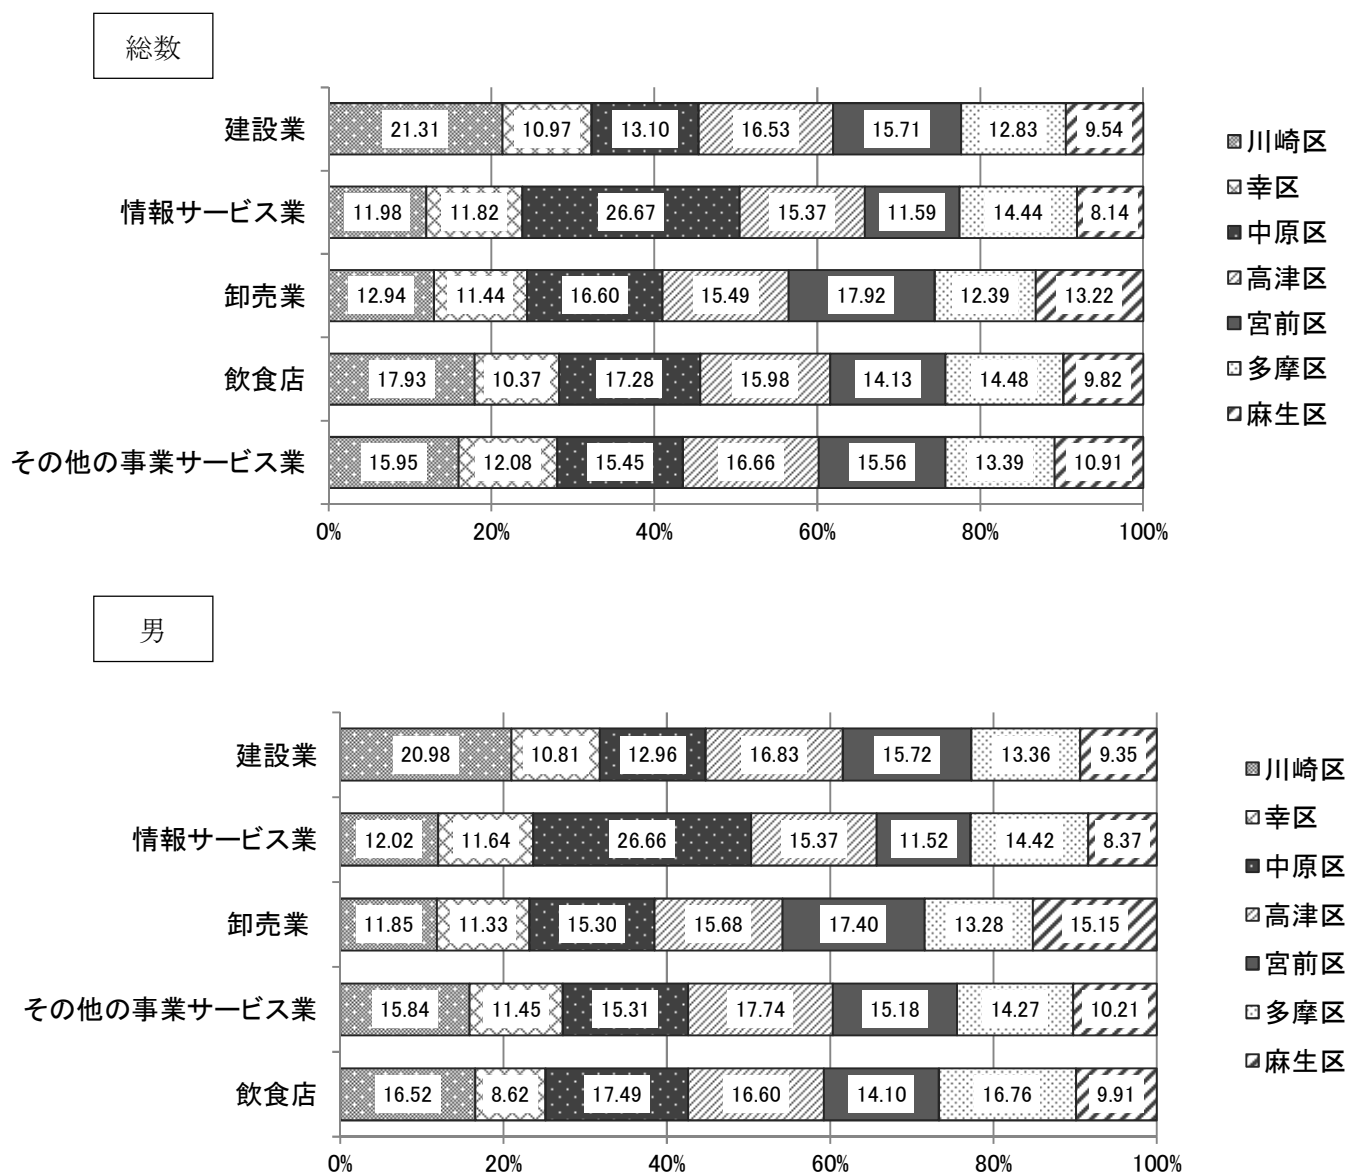 総数
建設業 21.31 10.97 13.10 16.53 15.71 12.83 9.54
情報サービス業 11.98 11.82 26.67 15.37 11.59 14.44 8.14
卸売業 12.94 11.44 16.60 15.49 17.92 12.39 13.22
飲食店 17.93 10.37 17.28 15.98 14.13 14.48 9.82
その他の事業サービス業 15.95 12.08 15.45 16.66 15.56 13.39 10.91
0% 20% 40% 60% 80% 100%
川崎区
幸区
中原区
高津区
宮前区
多摩区
麻生区
男
建設業 20.98 10.81 12.96 16.83 15.72 13.36 9.35
情報サービス業 12.02 11.64 26.66 15.37 11.52 14.42 8.37
卸売業 11.85 11.33 15.30 15.68 17.40 13.28 15.15
その他の事業サービス業 15.84 11.45 15.31 17.74 15.18 14.27 10.21
飲食店 16.52 8.62 17.49 16.60 14.10 16.76 9.91
0% 20% 40% 60% 80% 100%
川崎区
幸区
中原区
高津区
宮前区
多摩区
麻生区